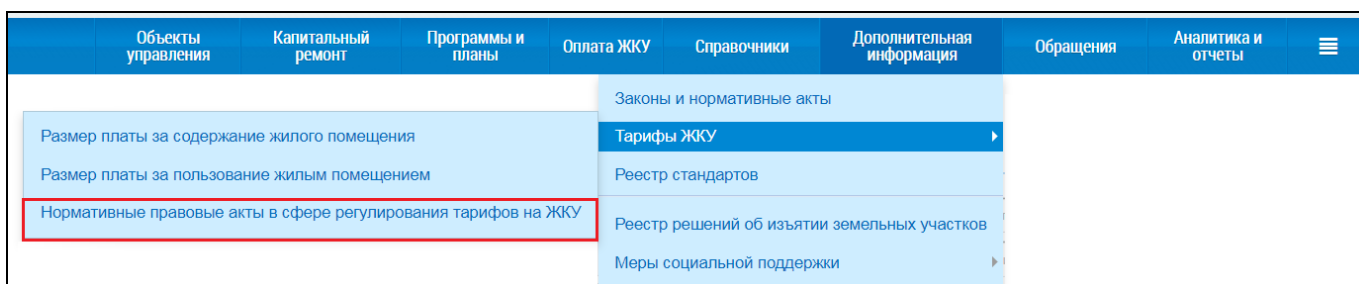 Объекты
управления
Капитальный
ремонт
Программы и
планы
Оплата ЖКУ
Справочники
Дополнительная
информация
Обращения
Аналитика и
отчеты
Законы и нормативные акты
Тарифы ЖКУ
Реестр стандартов
Реестр решений об изъятии земельных участков
Меры социальной поддержки
Размер платы за содержание жилого помещения
Размер платы за пользование жилым помещением
Нормативные правовые акты в сфере регулирования тарифов на ЖКУ